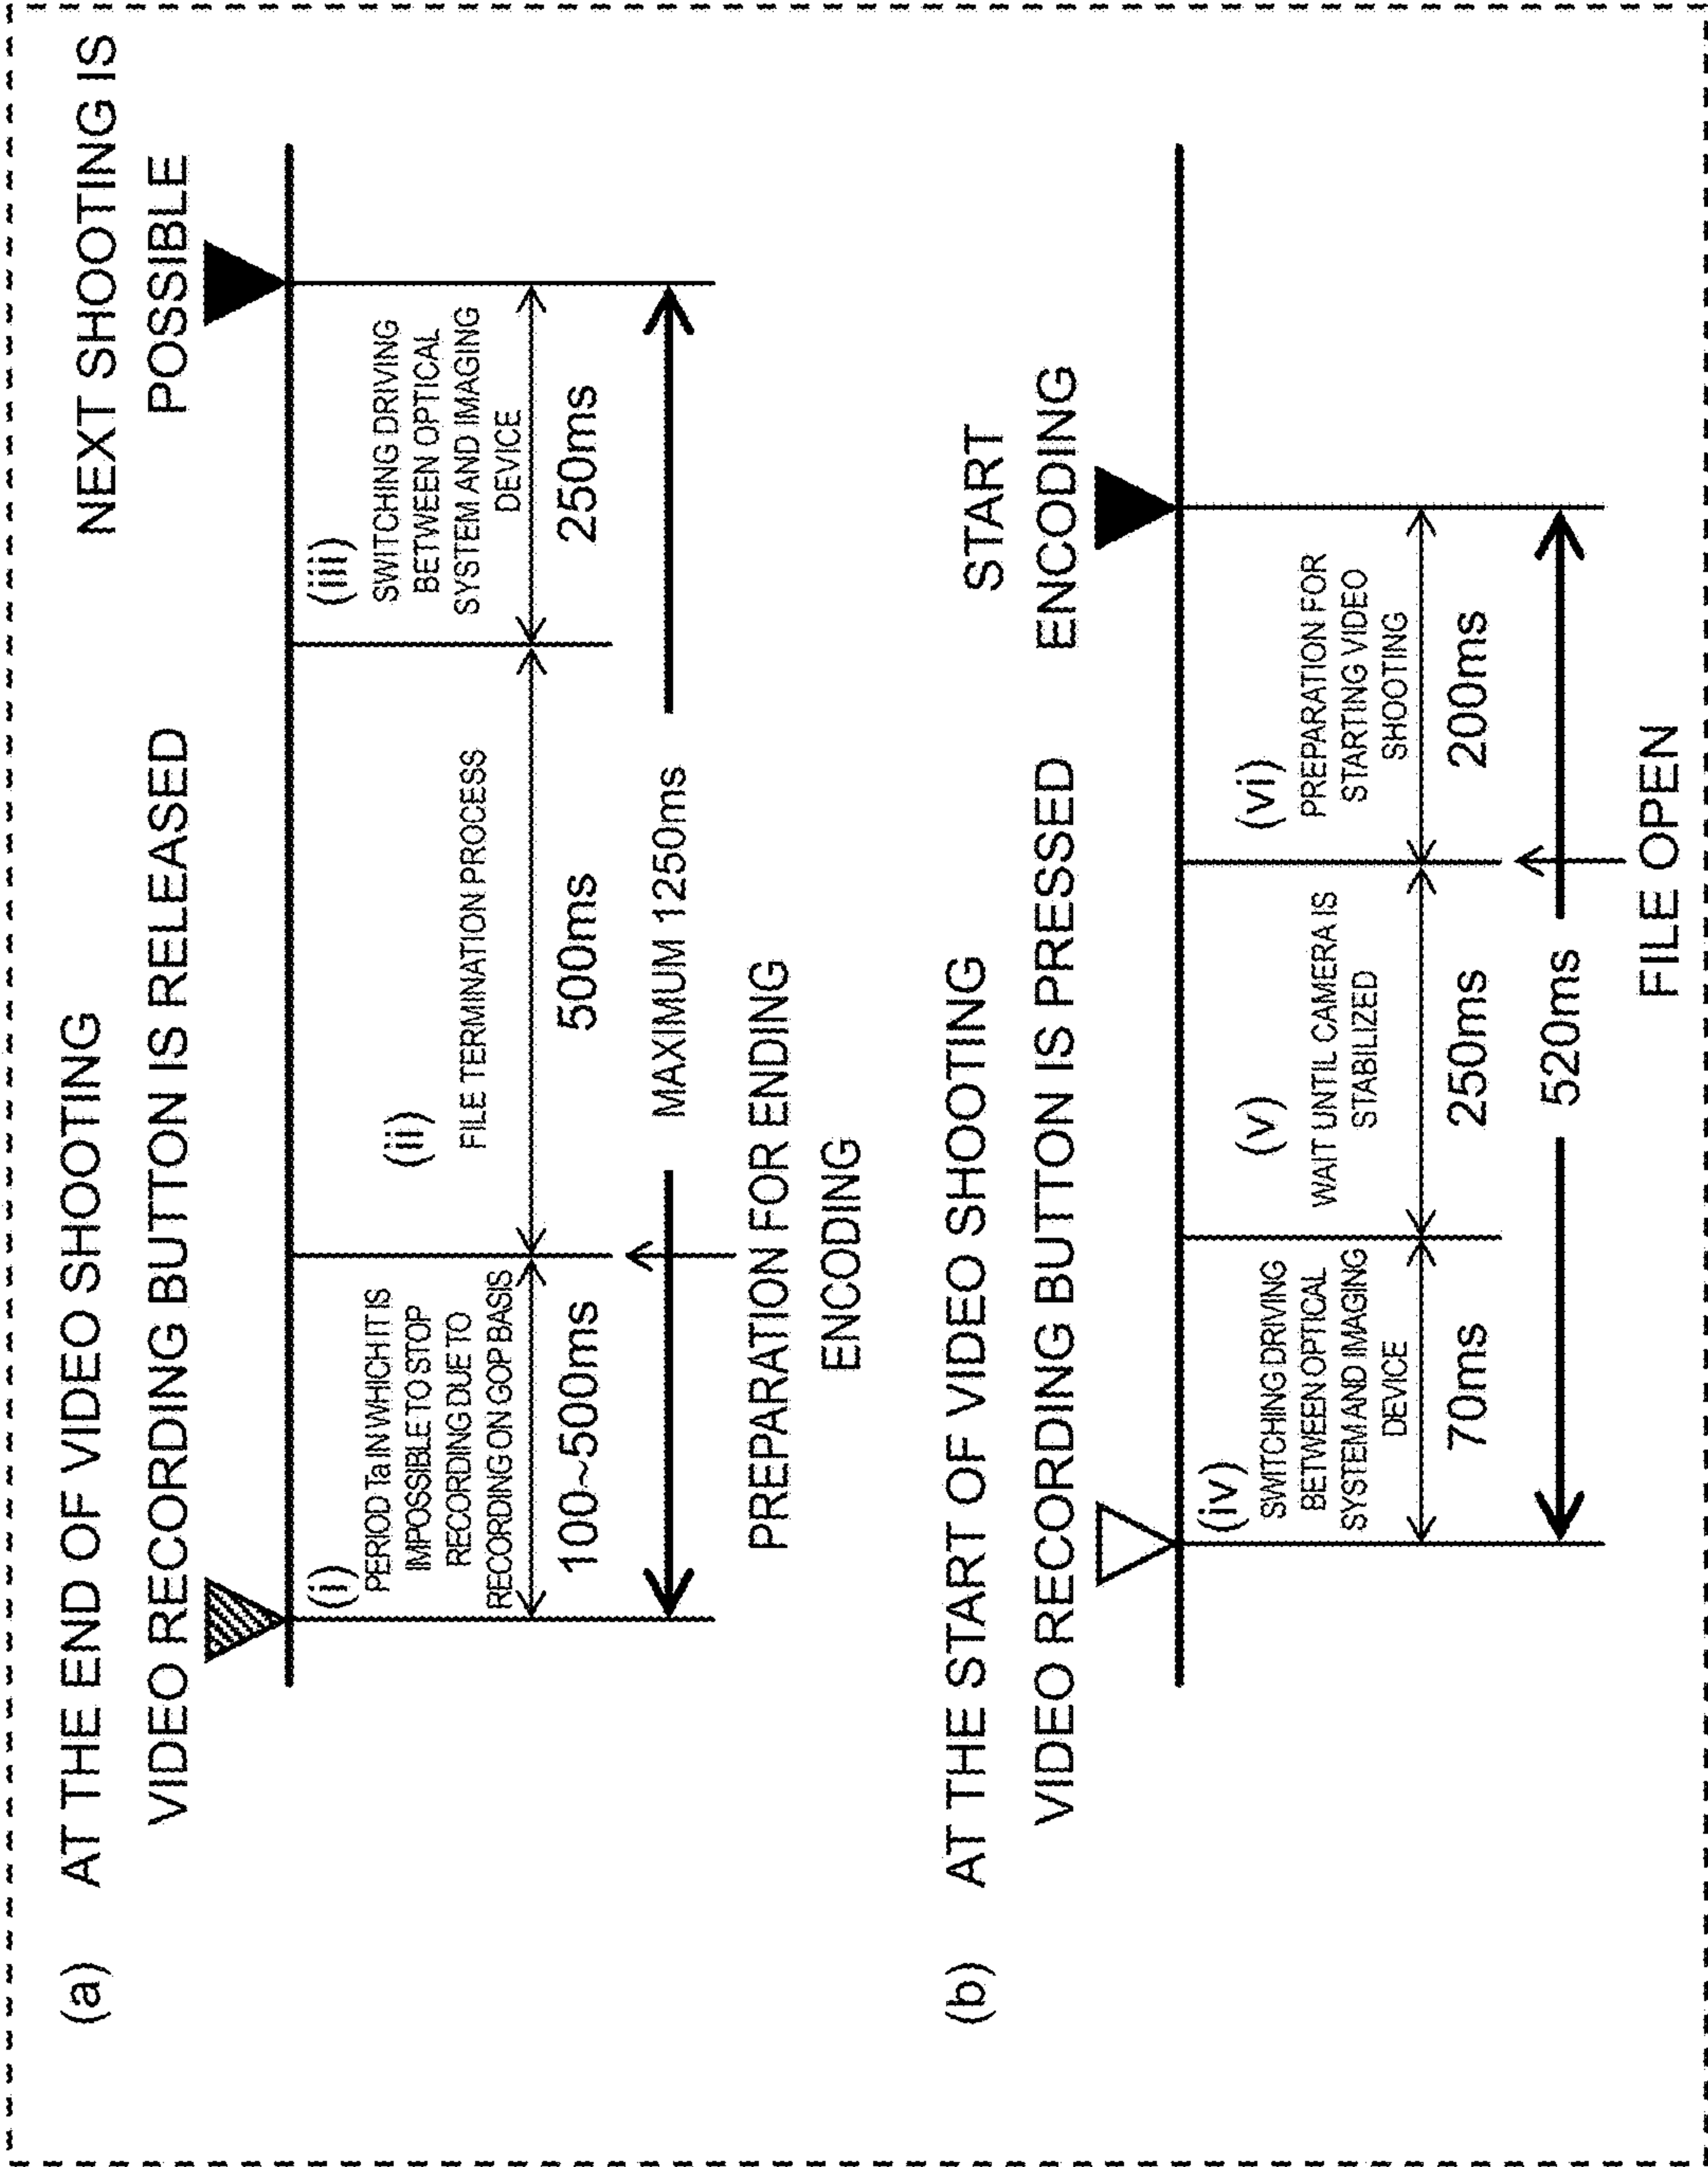 (a) AT THE END OF VIDEO SHOOTING
NEXT SHOOTING IS
POSSIBLE
VIDEO RECORDING BUTTON IS RELEASED
(i)
PERIOD Ta IN WHICH IT IS
IMPOSSIBLE TO STOP
RECORDING DUE TO
RECORDING ON GOP BASIS
100~500ms
(ii)
FILE TERMINATION PROCESS
500ms
(iii)
SWITCHING DRIVING
BETWEEN OPTICAL
SYSTEM AND IMAGING
DEVICE
250ms
MAXIMUM 1250ms
PREPARATION FOR ENDING
ENCODING
(b) AT THE START OF VIDEO SHOOTING
VIDEO RECORDING BUTTON IS PRESSED
START
ENCODING
(iv)
SWITCHING DRIVING
BETWEEN OPTICAL
SYSTEM AND IMAGING
DEVICE
70ms
(v)
WAIT UNTIL CAMERA IS
STABILIZED
250ms
(vi)
PREPARATION FOR
STARTING VIDEO
SHOOTING
200ms
520ms
FILE OPEN